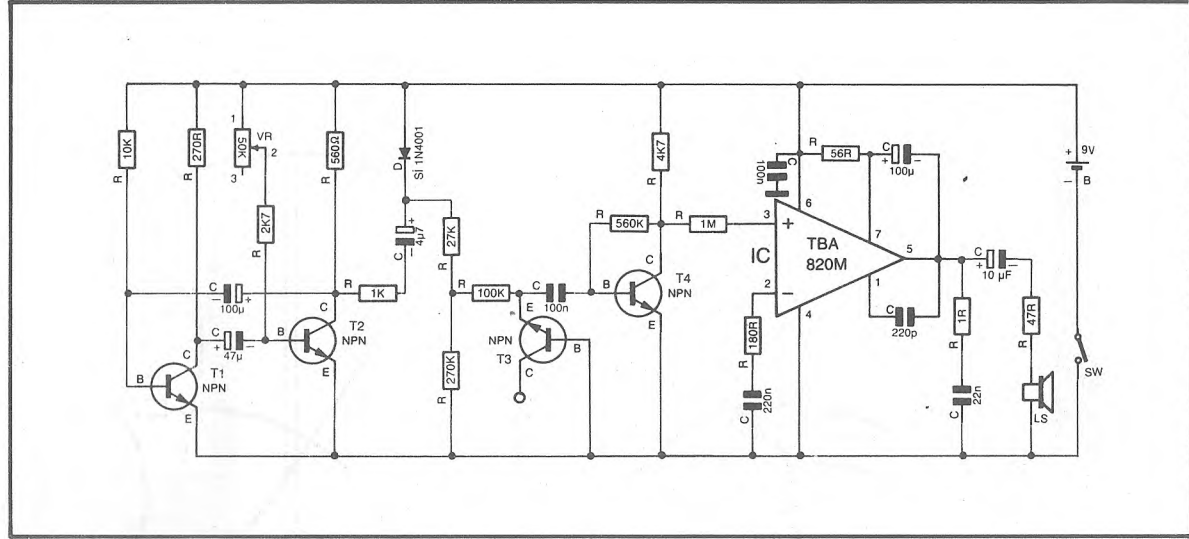 10K
R
270R
R
1
50K
VR
2
3
2K7
R
560Ω
R
D
Si 1N4001
C
+
4µ7
−
27K
R
C
−
100µ
+
R
1K
C
+
47µ
−
B
C
T2
NPN
E
B
C
T1
NPN
E
R
100K
C
100n
270K
R
E
NPN
T3
B
C
4K7
R
R
560K
R
1M
B
C
T4
NPN
E
C
100n
R
56R
C
+
100µ
−
6
3
+
7
IC
TBA
820M
5
2
−
1
4
180R
R
220n
C
C
220p
C
+
10 µF
−
1R
R
22n
C
47R
R
LS
+
9V
−
B
SW